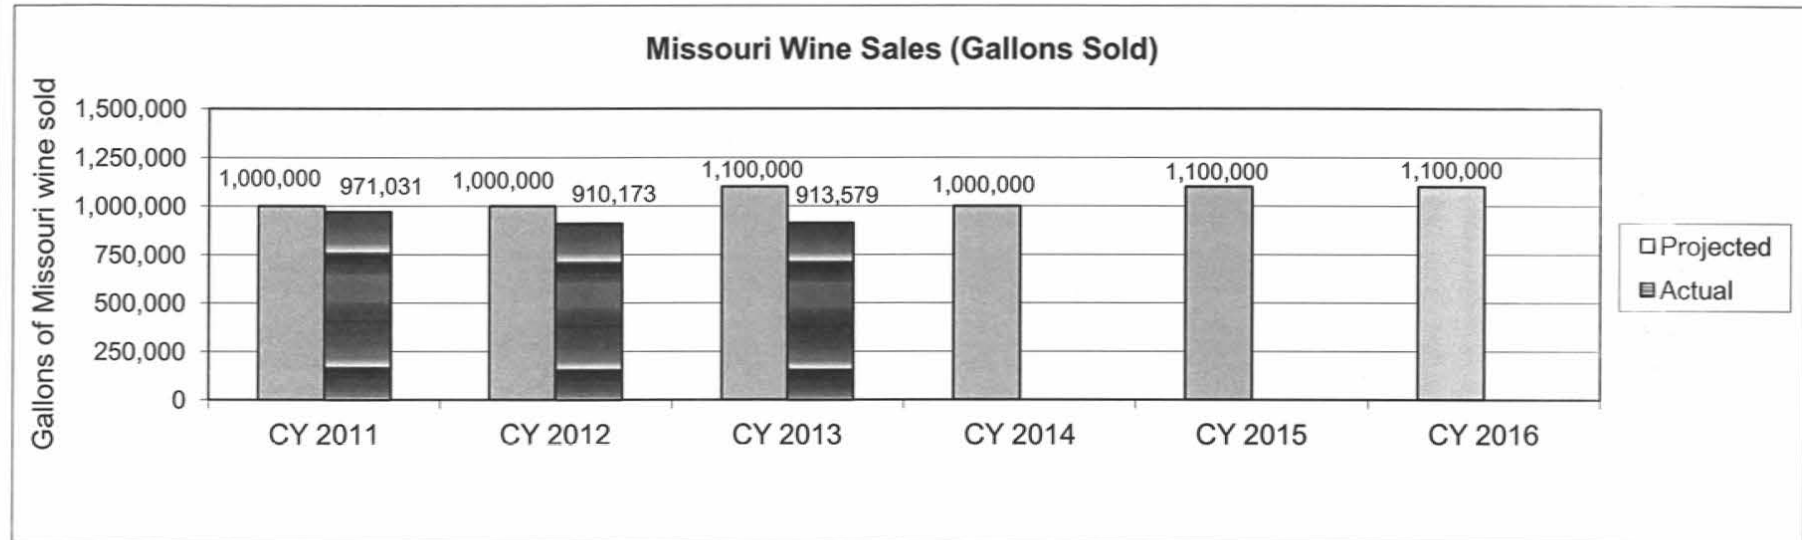 Missouri Wine Sales (Gallons Sold)
Gallons of Missouri wine sold
1,500,000
1,250,000
1,000,000
750,000
500,000
250,000
0
1,000,000 971,031 1,000,000 910,173 1,100,000 913,579 1,000,000 1,100,000 1,100,000
CY 2011 CY 2012 CY 2013 CY 2014 CY 2015 CY 2016
Projected
Actual